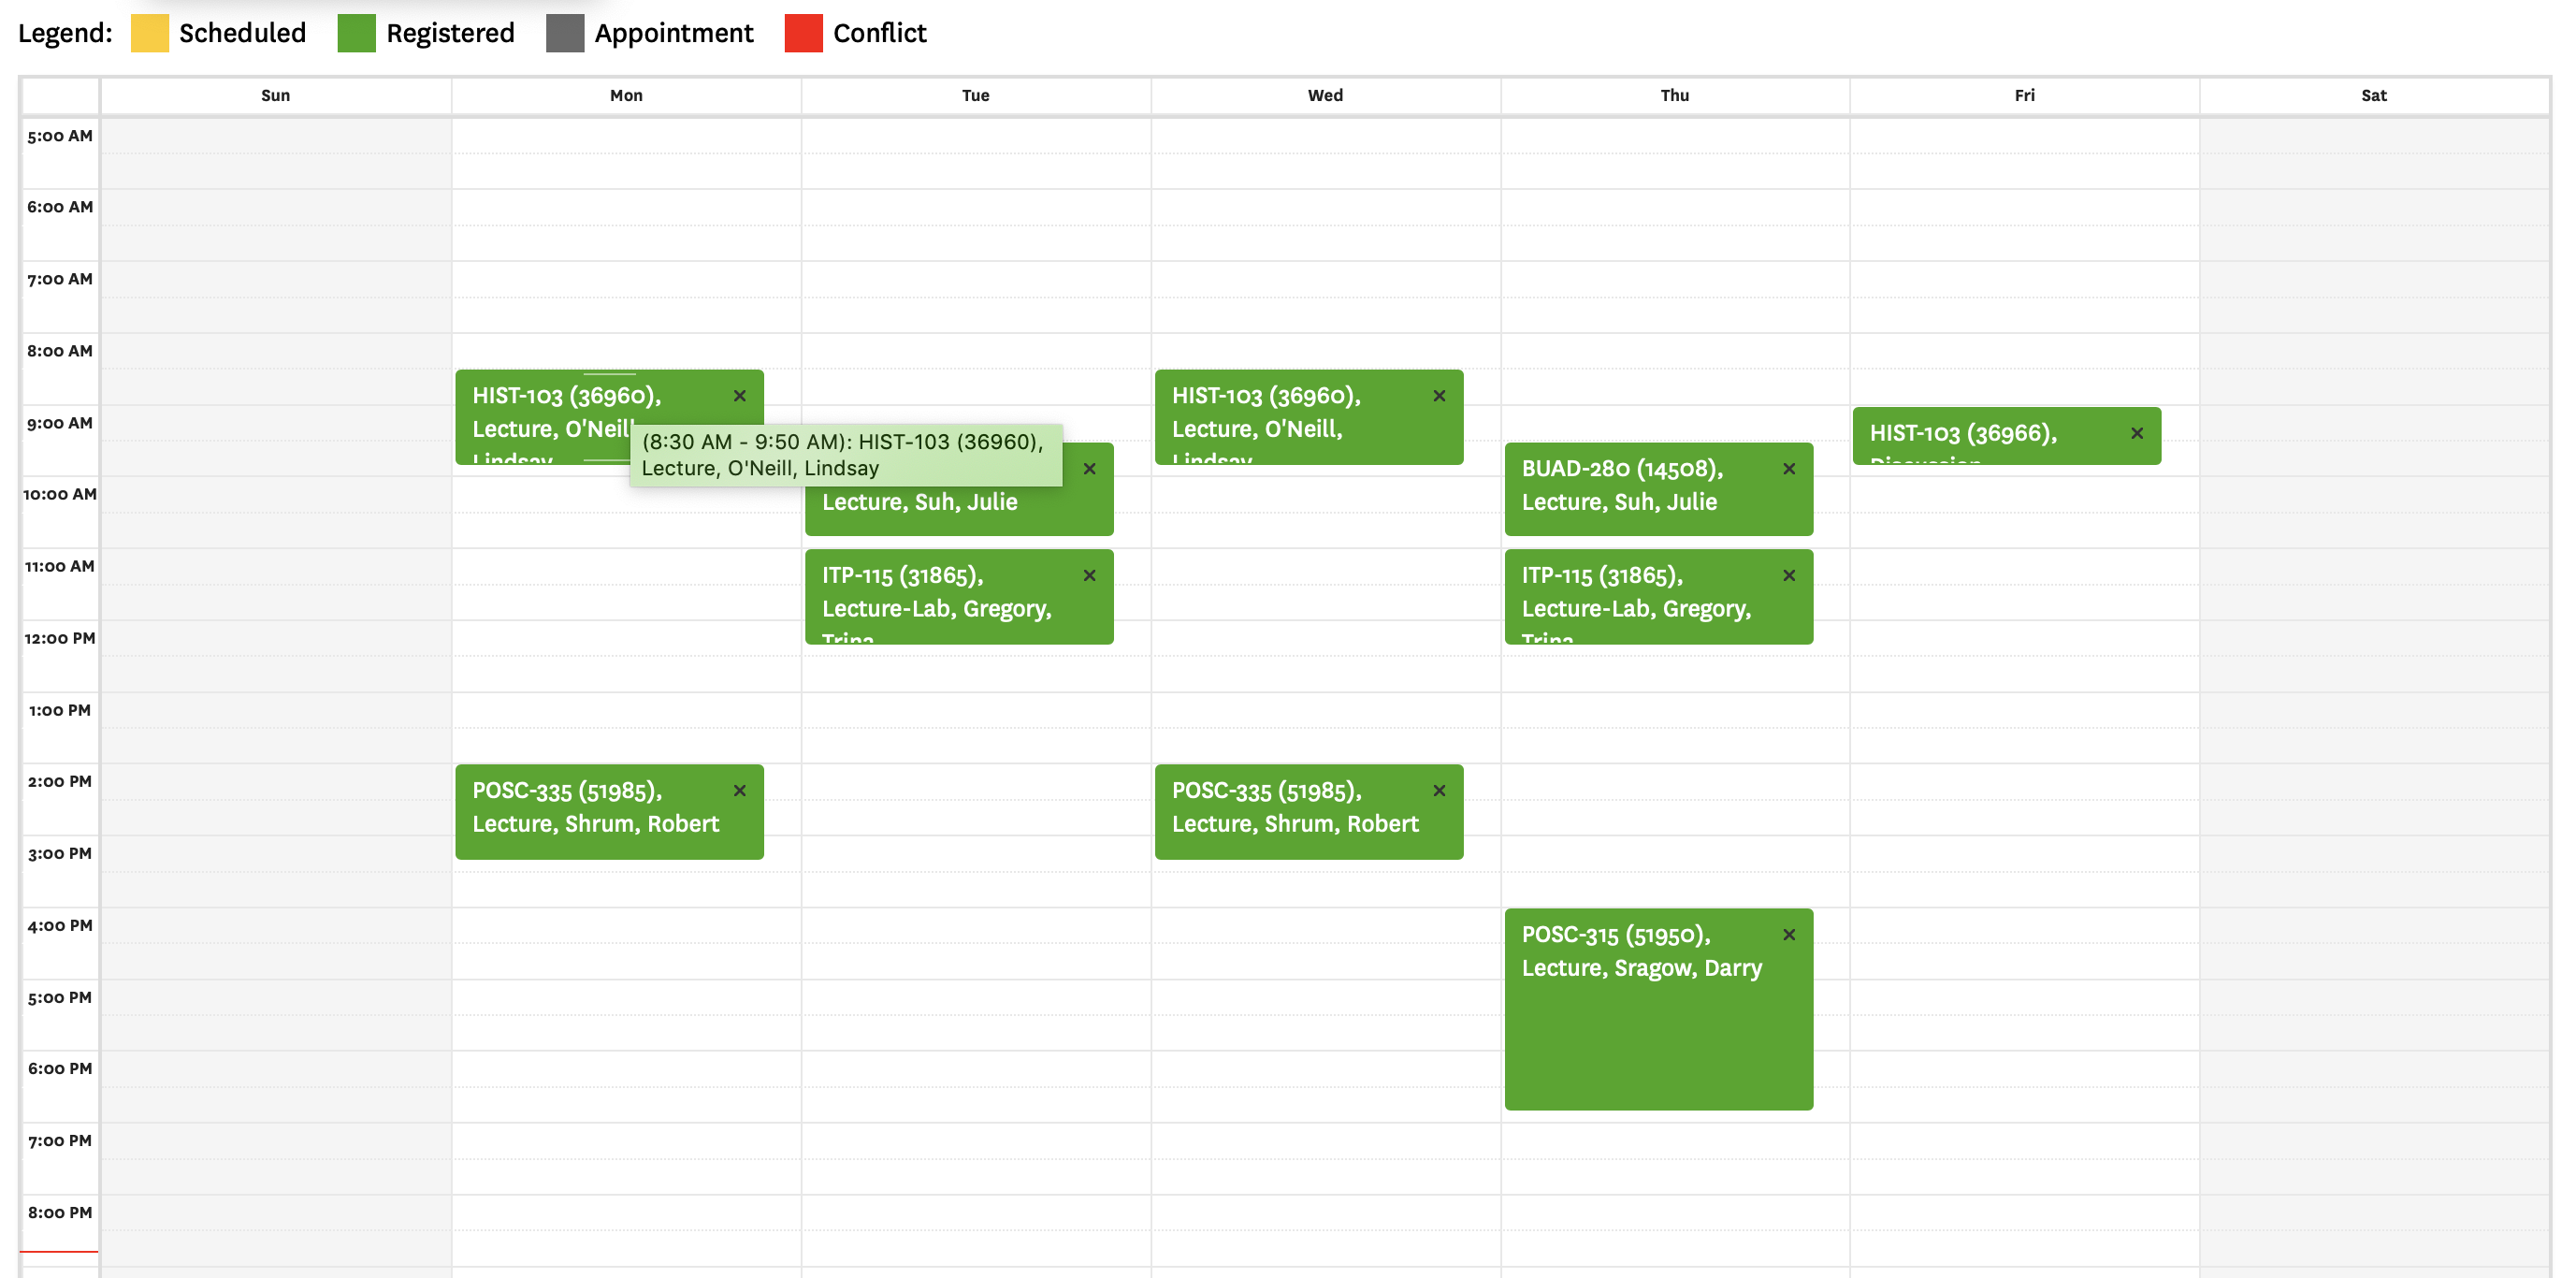 Legend: Scheduled Registered Appointment Conflict
Sun Mon Tue Wed Thu Fri Sat
5:00 AM
6:00 AM
7:00 AM
8:00 AM
9:00 AM
10:00 AM
11:00 AM
12:00 PM
1:00 PM
2:00 PM
3:00 PM
4:00 PM
5:00 PM
6:00 PM
7:00 PM
8:00 PM
HIST-103 (36960),
Lecture, O'Neill
Lindsay
(8:30 AM - 9:50 AM): HIST-103 (36960),
Lecture, O'Neill, Lindsay
POSC-335 (51985),
Lecture, Shrum, Robert
Lecture, Suh, Julie
ITP-115 (31865),
Lecture-Lab, Gregory,
Trina
HIST-103 (36960),
Lecture, O'Neill,
Lindsay
POSC-335 (51985),
Lecture, Shrum, Robert
BUAD-280 (14508),
Lecture, Suh, Julie
ITP-115 (31865),
Lecture-Lab, Gregory,
Trina
POSC-315 (51950),
Lecture, Sragow, Darry
HIST-103 (36966),
Discussion